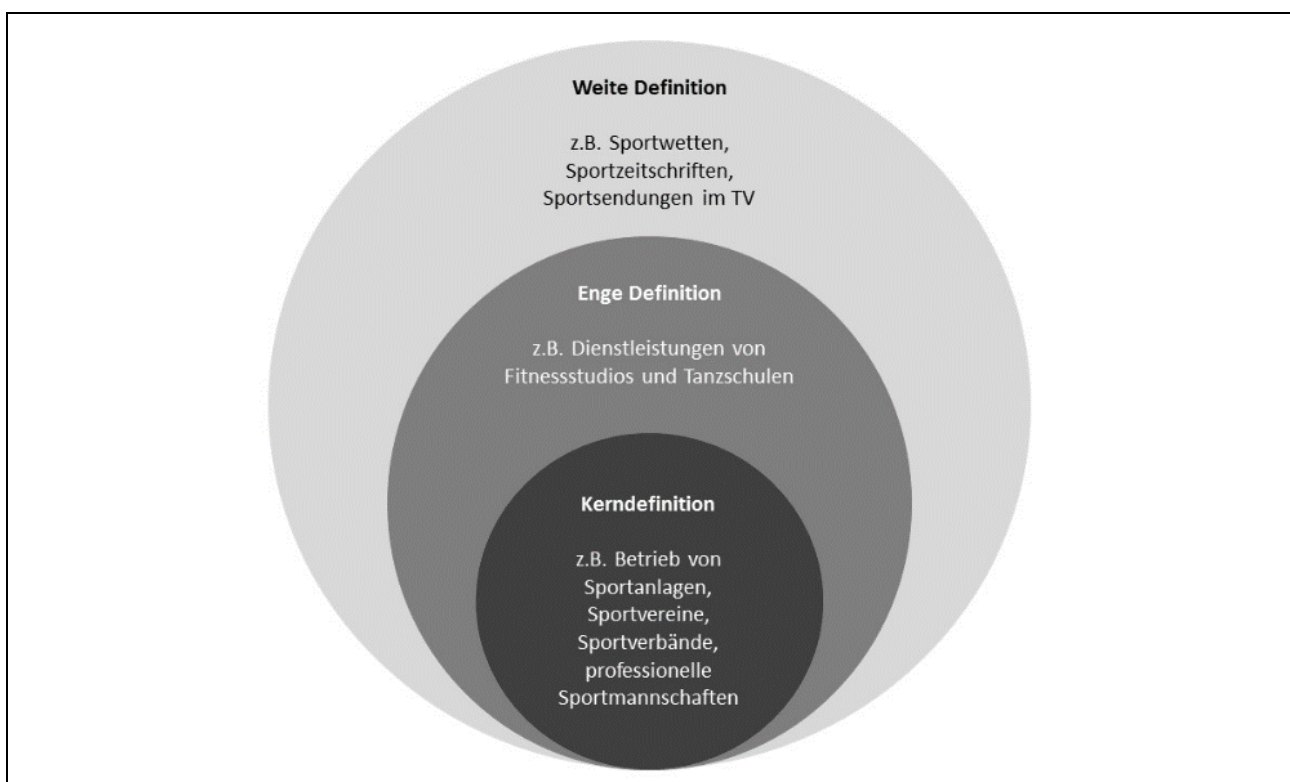 Weite Definition
z.B. Sportwetten,
Sportzeitschriften,
Sportsendungen im TV
Enge Definition
z.B. Dienstleistungen von
Fitnessstudios und Tanzschulen
Kerndefinition
z.B. Betrieb von
Sportanlagen,
Sportvereine,
Sportverbände,
professionelle
Sportmannschaften